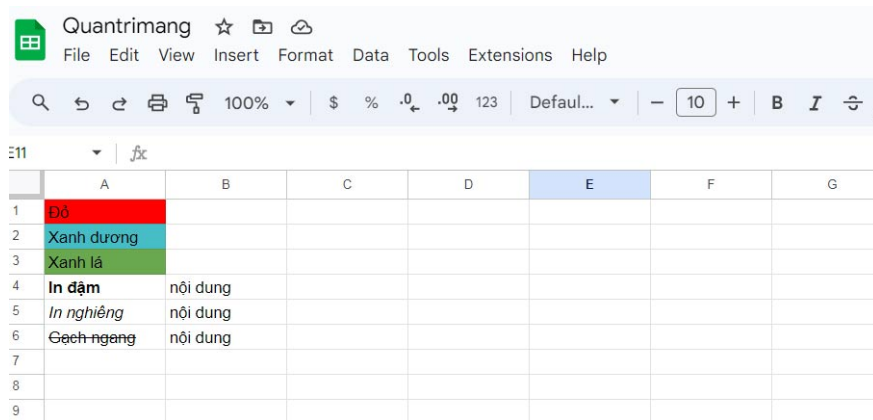 Quantrimang
File Edit View Insert Format Data Tools Extensions Help
100% $ % .0 .00 123 Defaul... 10 B I S
E11 fx
A B C D E F G
1 Đỏ
2 Xanh dương
3 Xanh lá
4 In đậm nội dung
5 In nghiêng nội dung
6 Gạch ngang nội dung
7
8
9